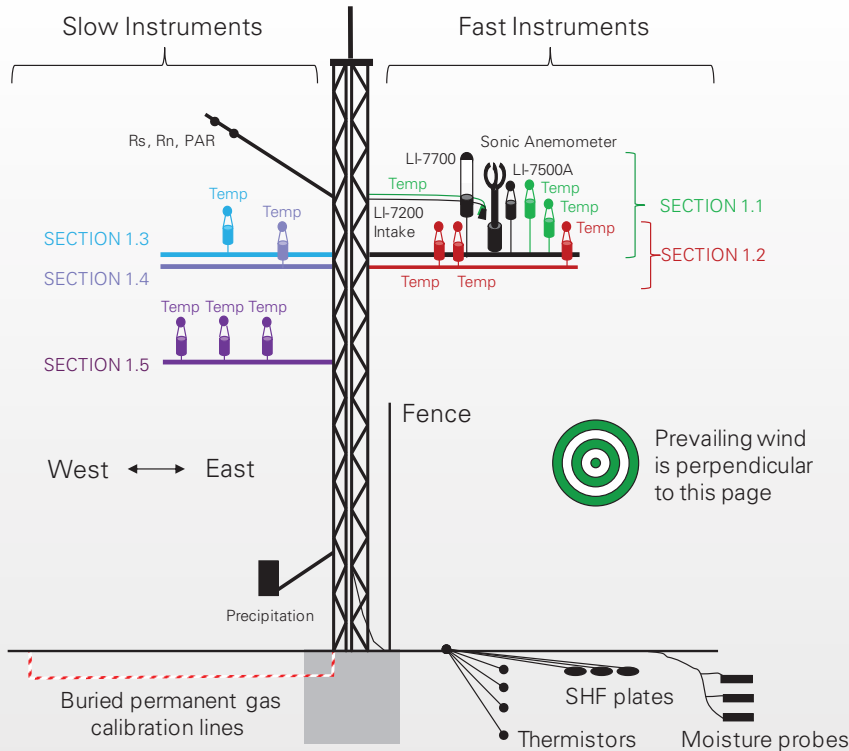 Slow Instruments
Fast Instruments
Rs, Rn, PAR
Sonic Anemometer
LI-7700
LI-7500A
Temp
Temp
Temp
LI-7200
Intake
SECTION 1.1
Temp
Temp
SECTION 1.3
SECTION 1.4
Temp
SECTION 1.2
Temp
Temp
Temp
Temp
Temp
SECTION 1.5
Fence
West
East
Prevailing wind
is perpendicular
to this page
Precipitation
Buried permanent gas
calibration lines
SHF plates
Thermistors
Moisture probes